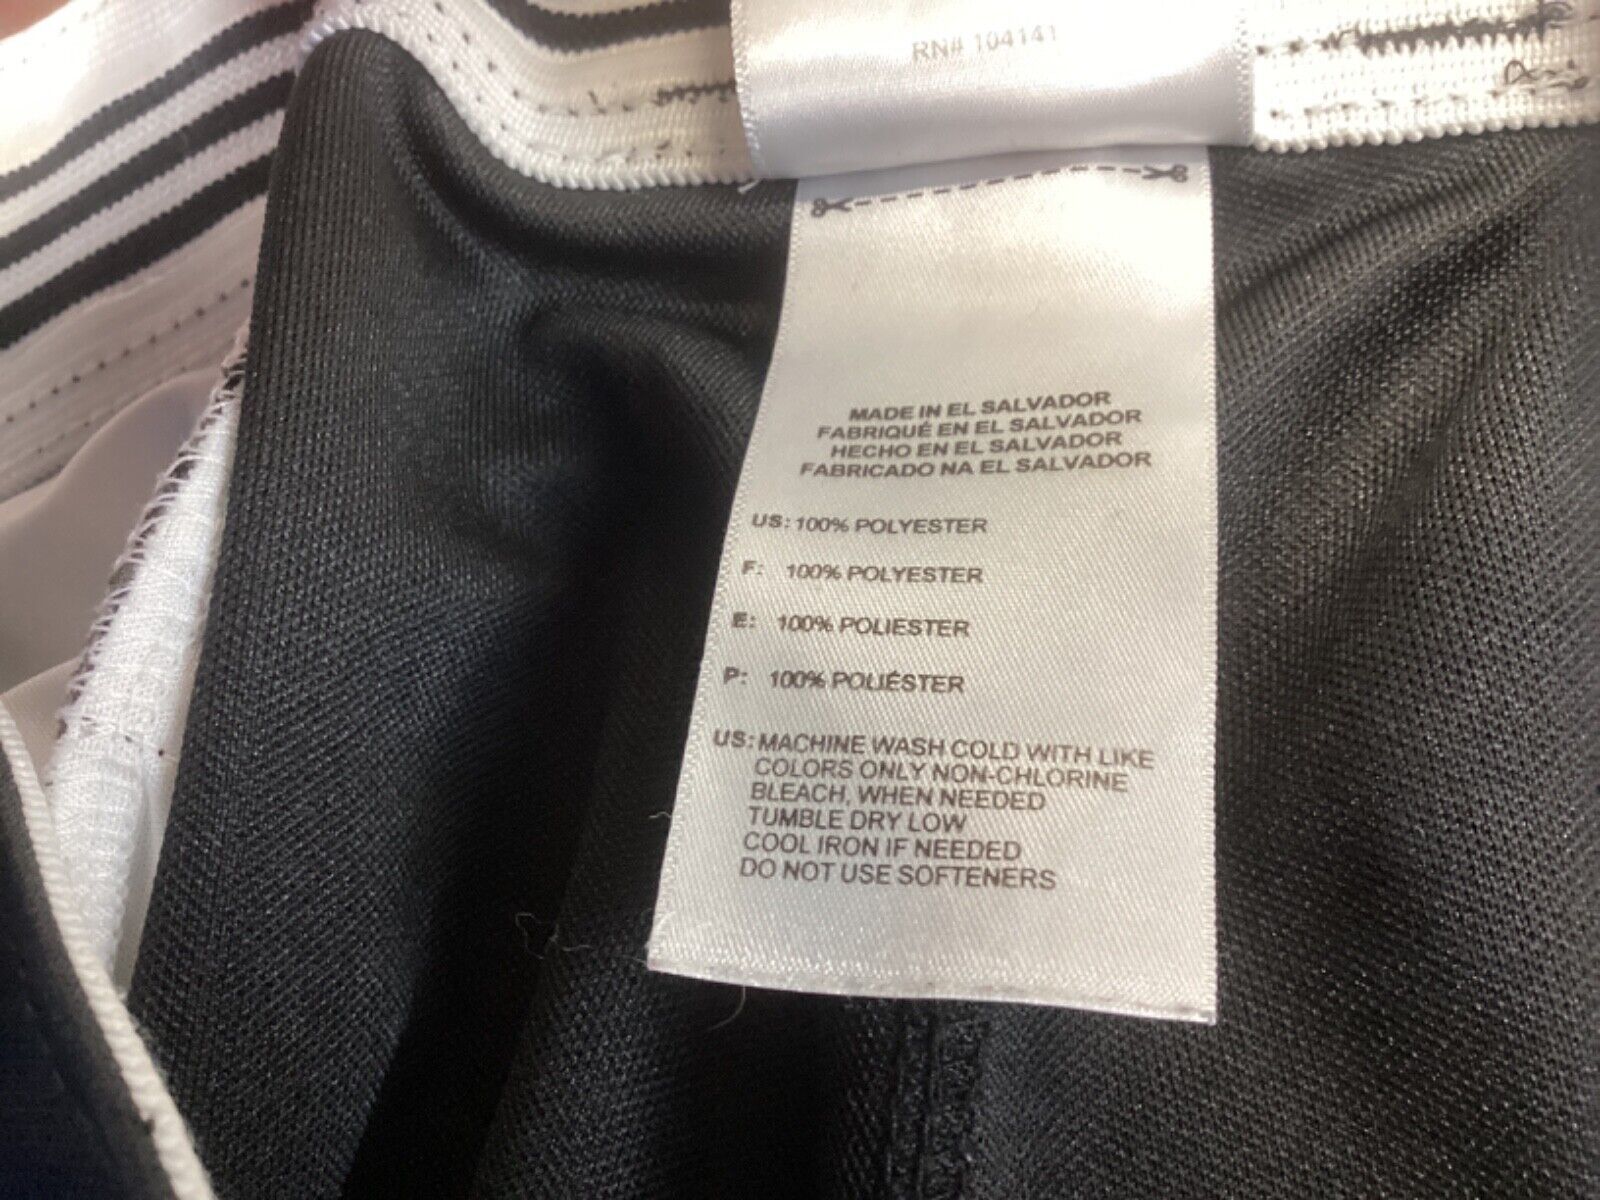 RN# 104141
MADE IN EL SALVADOR
FABRIQUÉ EN EL SALVADOR
HECHO EN EL SALVADOR
FABRICADO NA EL SALVADOR
US: 100% POLYESTER
F: 100% POLYESTER
E: 100% POLIESTER
P: 100% POLIÉSTER
US: MACHINE WASH COLD WITH LIKE
COLORS ONLY NON-CHLORINE
BLEACH, WHEN NEEDED
TUMBLE DRY LOW
COOL IRON IF NEEDED
DO NOT USE SOFTENERS